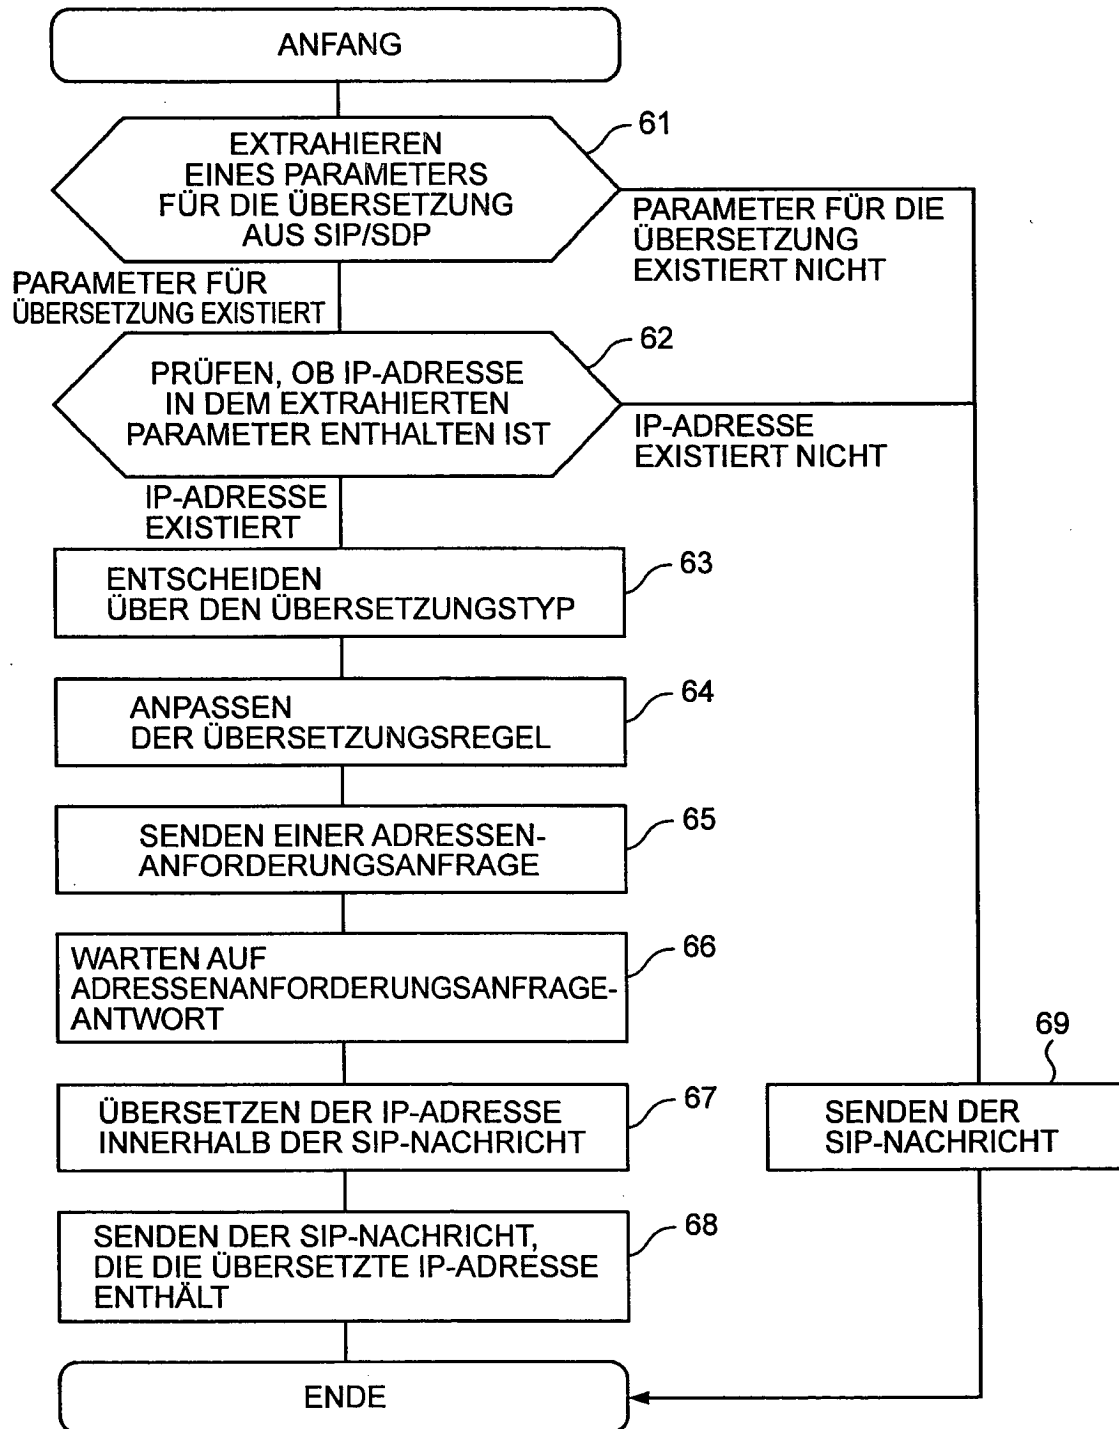 ANFANG
61
EXTRAHIEREN
EINES PARAMETERS
FÜR DIE ÜBERSETZUNG
AUS SIP/SDP
PARAMETER FÜR DIE
ÜBERSETZUNG
EXISTIERT NICHT
PARAMETER FÜR
ÜBERSETZUNG EXISTIERT
62
PRÜFEN, OB IP-ADRESSE
IN DEM EXTRAHIERTEN
PARAMETER ENTHALTEN IST
IP-ADRESSE
EXISTIERT NICHT
IP-ADRESSE
EXISTIERT
63
ENTSCHEIDEN
ÜBER DEN ÜBERSETZUNGSTYP
64
ANPASSEN
DER ÜBERSETZUNGSREGEL
65
SENDEN EINER ADRESSEN-
ANFORDERUNGSANFRAGE
66
WARTEN AUF
ADRESSENANFORDERUNGSANFRAGE-
ANTWORT
67
ÜBERSETZEN DER IP-ADRESSE
INNERHALB DER SIP-NACHRICHT
69
SENDEN DER
SIP-NACHRICHT
68
SENDEN DER SIP-NACHRICHT,
DIE DIE ÜBERSETZTE IP-ADRESSE
ENTHÄLT
ENDE